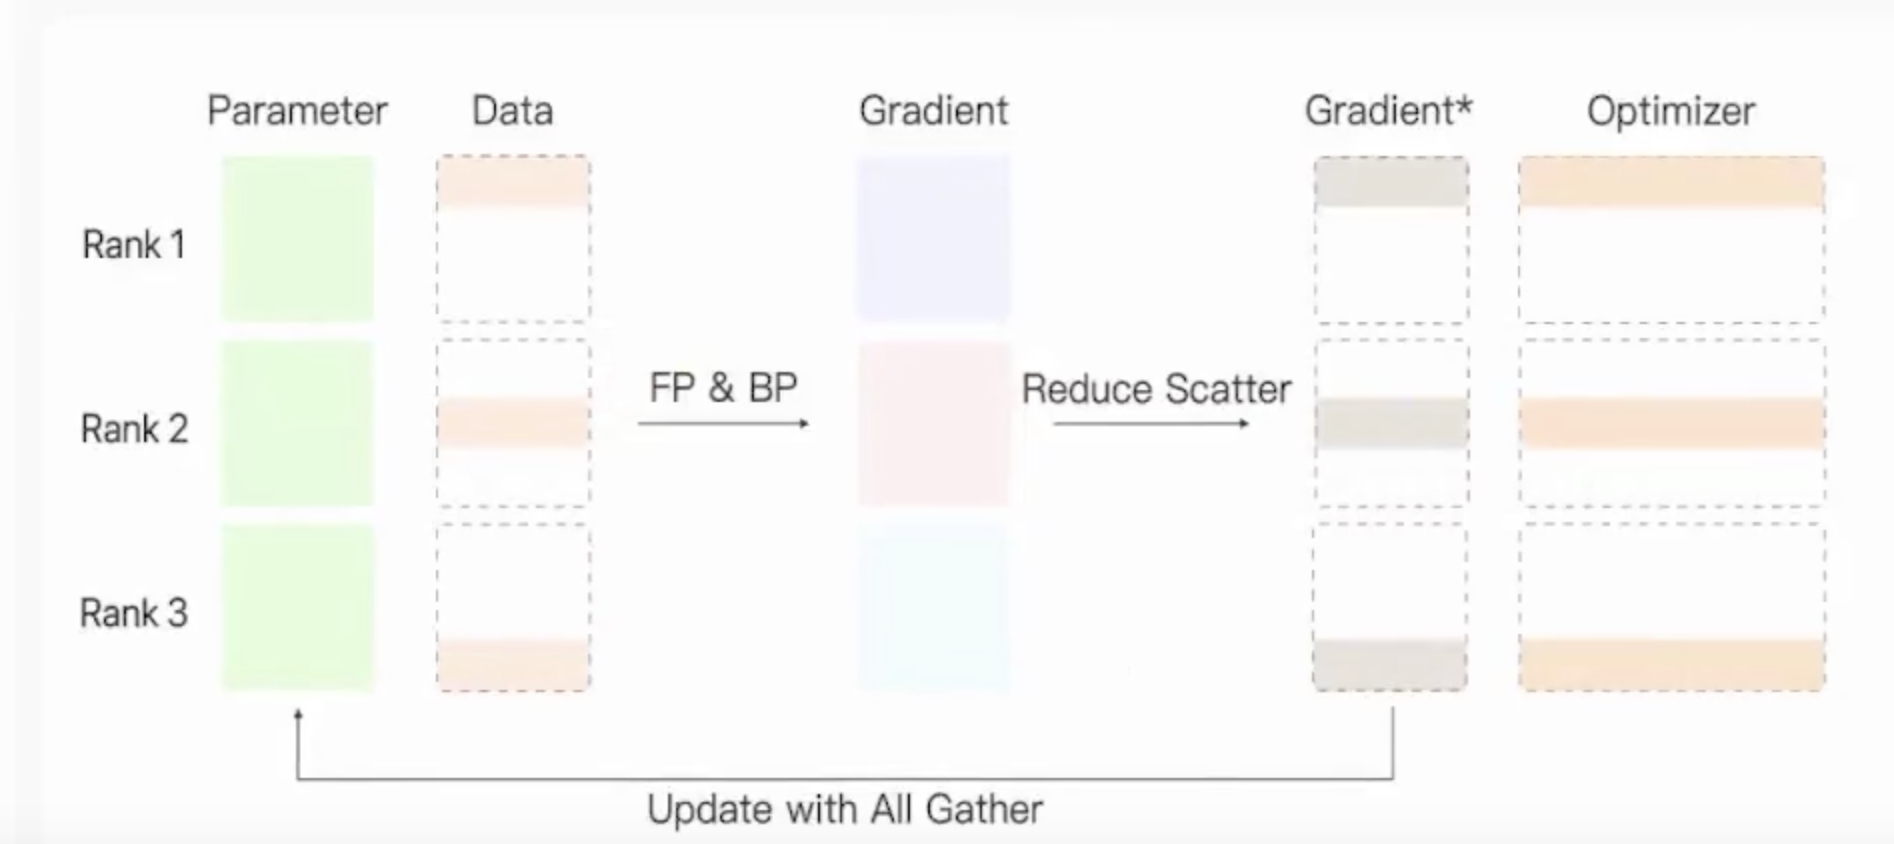 Parameter
Data
Gradient
Gradient*
Optimizer
Rank 1
Rank 2
FP & BP
Reduce Scatter
Rank 3
Update with All Gather